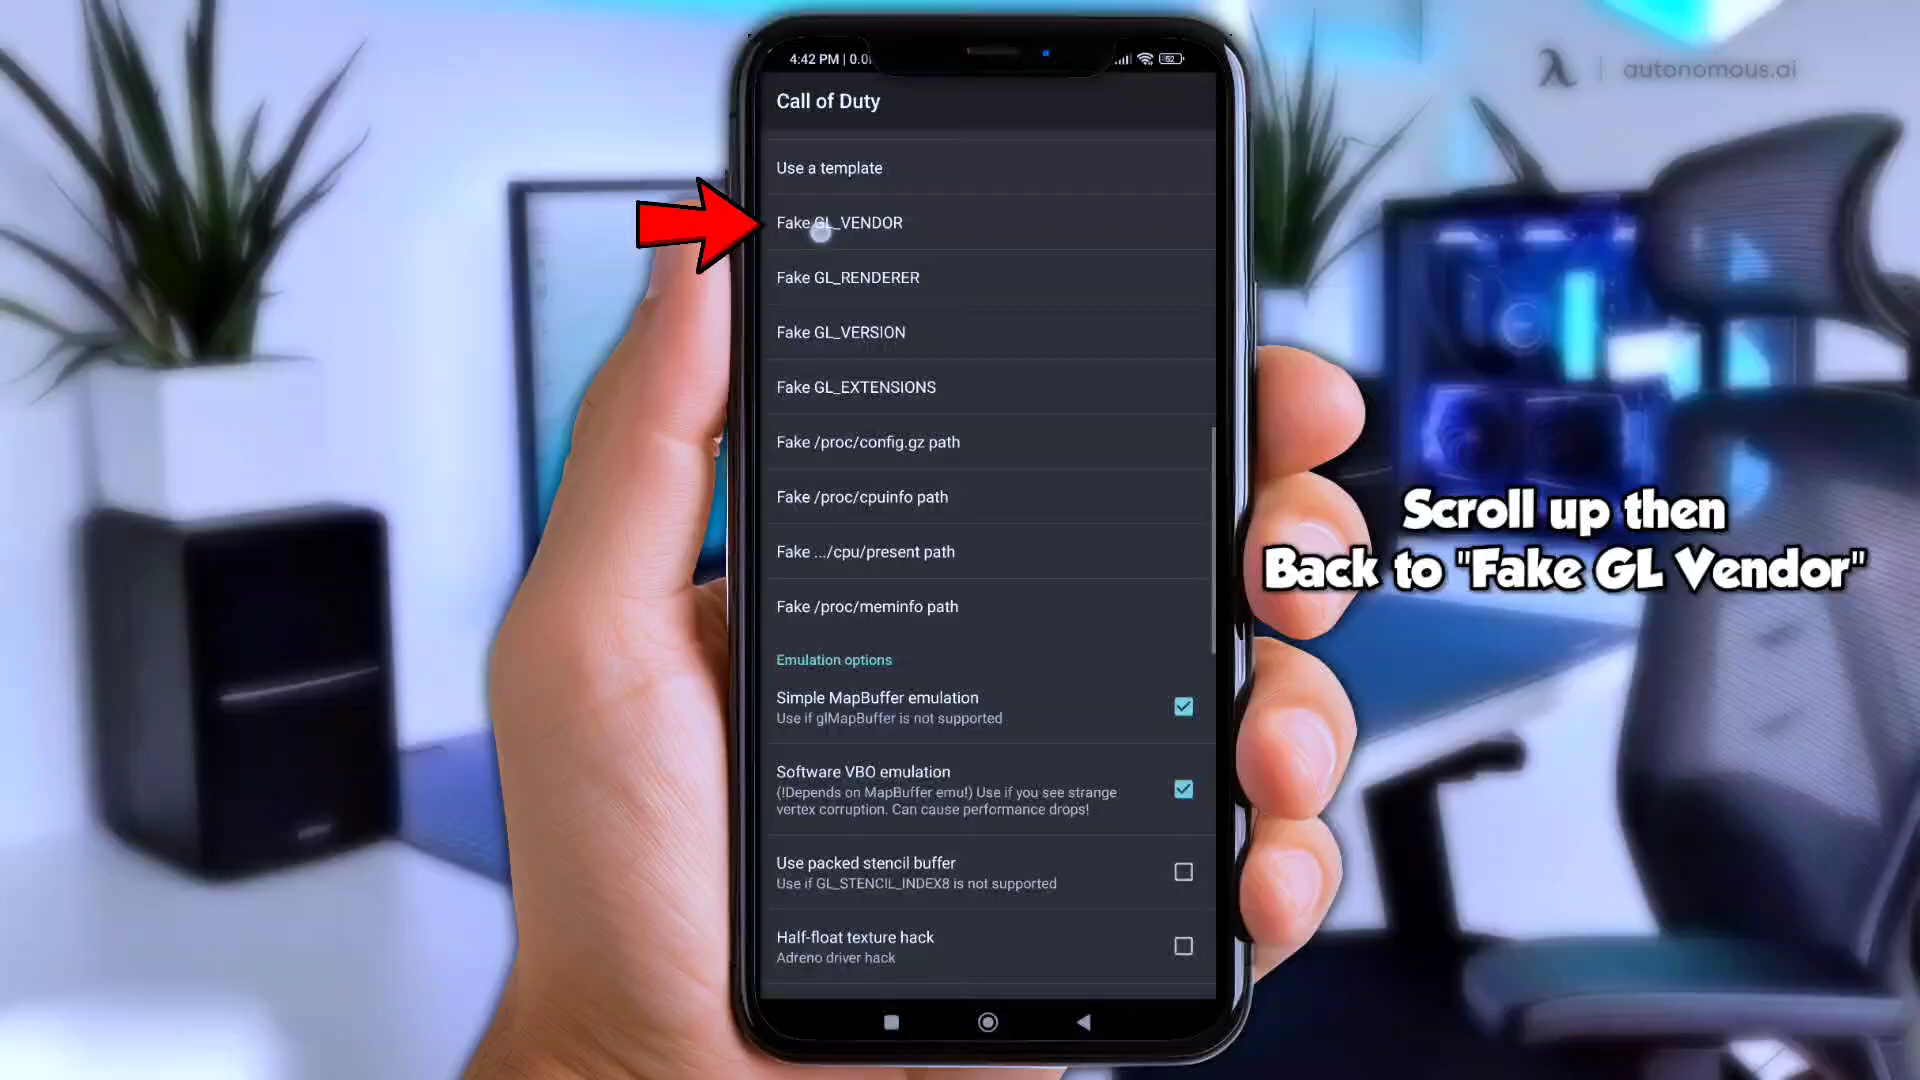 autonomous.ai
4:42 PM | 0.0
52
Call of Duty
Use a template
Fake GL_VENDOR
Fake GL_RENDERER
Fake GL_VERSION
Fake GL_EXTENSIONS
Fake /proc/config.gz path
Fake /proc/cpuinfo path
Fake .../cpu/present path
Fake /proc/meminfo path
Emulation options
Simple MapBuffer emulation
Use if glMapBuffer is not supported
Software VBO emulation
(!Depends on MapBuffer emu!) Use if you see strange
vertex corruption. Can cause performance drops!
Use packed stencil buffer
Use if GL_STENCIL_INDEX8 is not supported
Half-float texture hack
Adreno driver hack
Scroll up then
Back to "Fake GL Vendor"